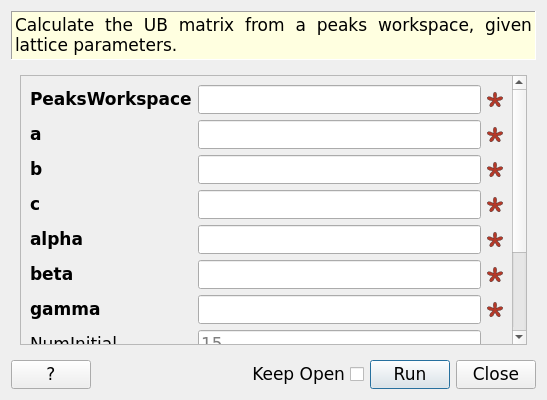 Calculate the UB matrix from a peaks workspace, given
lattice parameters.
PeaksWorkspace
a
b
c
alpha
beta
gamma
NumInitial 15
? Keep Open Run Close